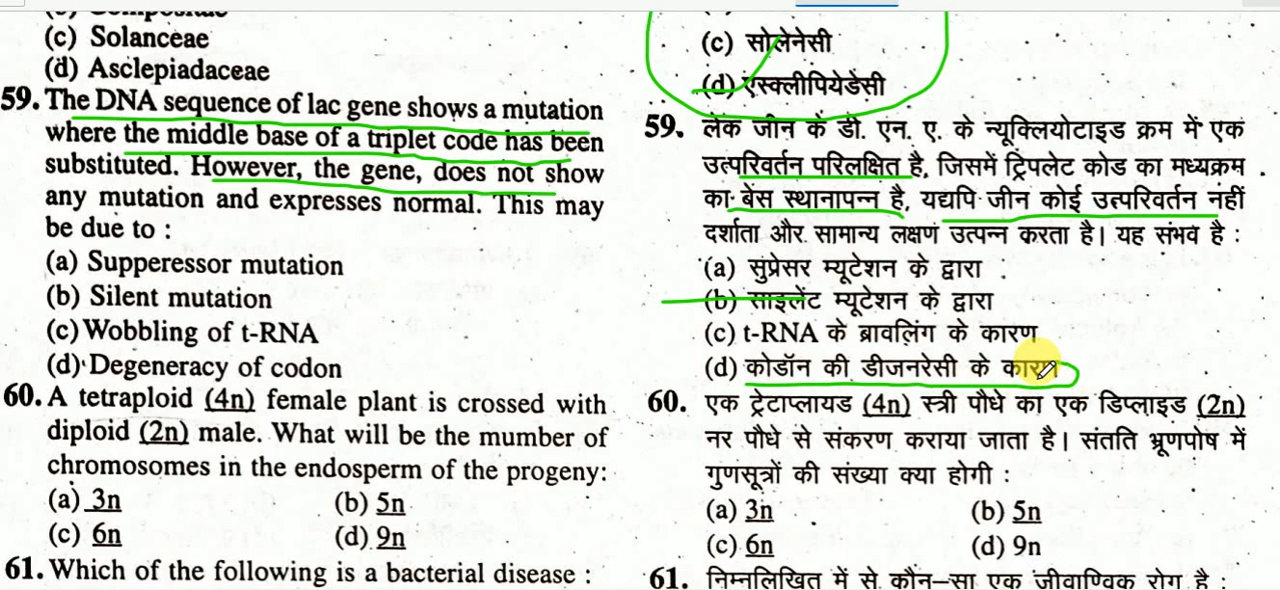 (c) Solanceae
(d) Asclepiadaceae
59. The DNA sequence of lac gene shows a mutation
where the middle base of a triplet code has been
substituted. However, the gene, does not show
any mutation and expresses normal. This may
be due to :
(a) Supperessor mutation
(b) Silent mutation
(c) Wobbling of t-RNA
(d) Degeneracy of codon
60. A tetraploid (4n) female plant is crossed with
diploid (2n) male. What will be the mumber of
chromosomes in the endosperm of the progeny:
(a) 3n (b) 5n
(c) 6n (d) 9n
61. Which of the following is a bacterial disease :
(c) सोलेनेसी
(d) एस्क्लीपियेडेसी
59. लेक जीन के डी. एन. ए. के न्यूक्लियोटाइड क्रम में एक
उत्परिवर्तन परिलक्षित है, जिसमें ट्रिपलेट कोड का मध्यक्रम
का बेस स्थानापन्न है, यद्यपि जीन कोई उत्परिवर्तन नहीं
दर्शाता और सामान्य लक्षण उत्पन्न करता है। यह संभव है :
(a) सुप्रेसर म्यूटेशन के द्वारा
(b) साइलेंट म्यूटेशन के द्वारा
(c) t-RNA के ब्रावलिंग के कारण
(d) कोडॉन की डीजनरेसी के कारण
60. एक ट्रेटाप्लायड (4n) स्त्री पौधे का एक डिप्लाइड (2n)
नर पौधे से संकरण कराया जाता है। संतति भ्रूणपोष में
गुणसूत्रों की संख्या क्या होगी :
(a) 3n (b) 5n
(c) 6n (d) 9n
61. निम्नलिखित में से कौन-सा एक जीवाण्विक रोग है :